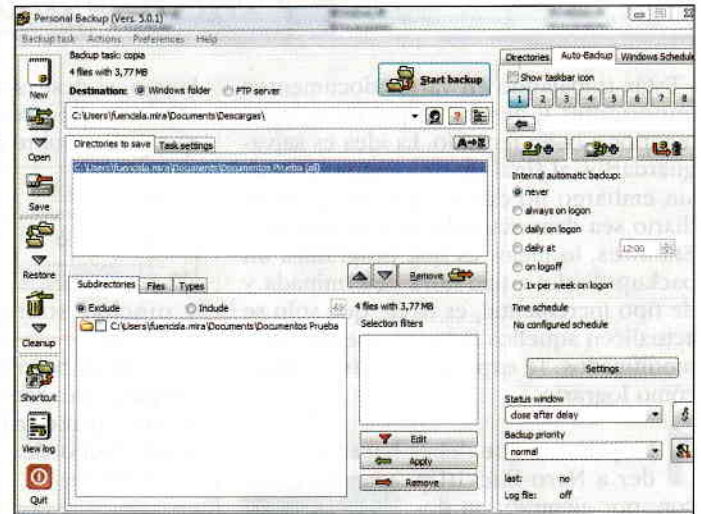 Personal Backup (Vers. 5.0.1)
Backup task Actions Preferences Help
New
Open
Save
Restore
Cleanup
Shortcut
View log
Quit
Backup task: copia
4 files with 3,77 MB
Destination: Windows folder FTP server
Start backup
C:\Users\fuencisla.mira\Documents\Descargas\
Directories to save Task settings
A→E
C:\Users\fuencisla.mira\Documents\Documentos Prueba (all)
Remove
Subdirectories Files Types
Exclude Include
C:\Users\fuencisla.mira\Documents\Documentos Prueba
4 files with 3,77 MB
Selection filters
Edit
Apply
Remove
Directories Auto-Backup Windows Schedule
Show taskbar icon
1 2 3 4 5 6 7 8
Internal automatic backup:
never
always on logon
daily on logon
daily at 12:00
on logoff
1x per week on logon
Time schedule
No configured schedule
Settings
Status window
close after delay
Backup priority
normal
last: no
Log file: off